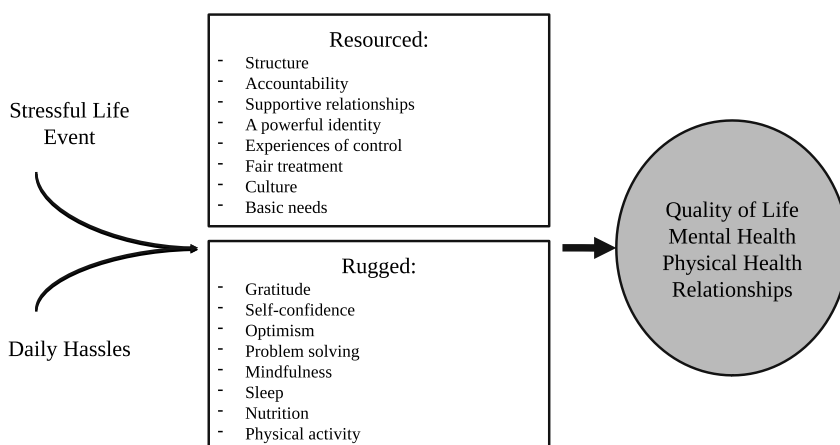 Stressful Life
Event
Daily Hassles
Resourced:
- Structure
- Accountability
- Supportive relationships
- A powerful identity
- Experiences of control
- Fair treatment
- Culture
- Basic needs
Rugged:
- Gratitude
- Self-confidence
- Optimism
- Problem solving
- Mindfulness
- Sleep
- Nutrition
- Physical activity
Quality of Life
Mental Health
Physical Health
Relationships